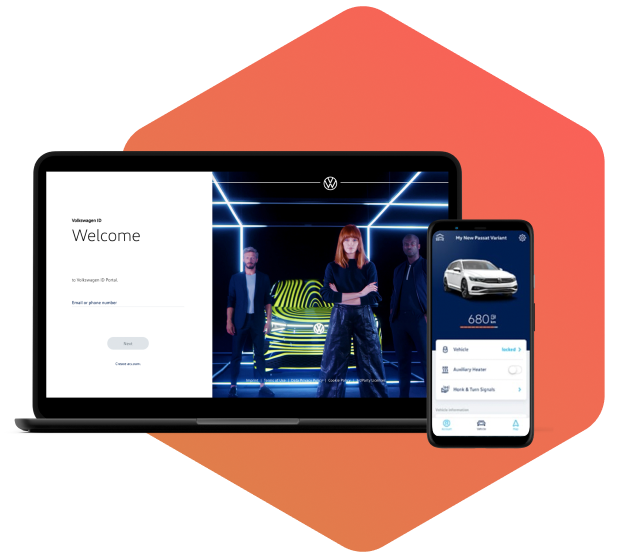 Volkswagen ID
Welcome
to Volkswagen ID Portal.
Email or phone number
Next
Create account
Imprint | Terms of Use | Data Privacy Policy | Cookie Policy | 
My New Passat Variant
680 km
Vehicle locked
Auxiliary Heater
Honk & Turn Signals
Vehicle information